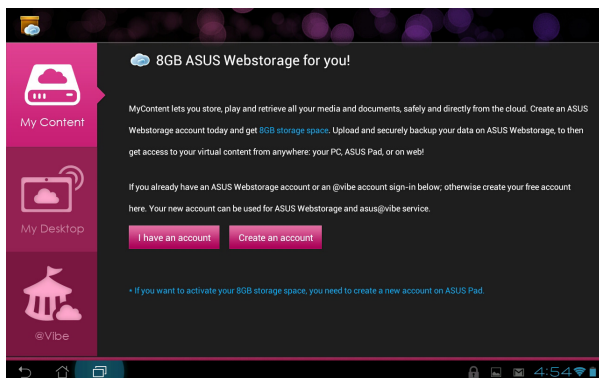 8GB ASUS Webstorage for you!
My Content
MyContent lets you store, play and retrieve all your media and documents, safely and directly from the cloud. Create an ASUS
Webstorage account today and get 8GB storage space. Upload and securely backup your data on ASUS Webstorage, to then
get access to your virtual content from anywhere: your PC, ASUS Pad, or on web!
My Desktop
If you already have an ASUS Webstorage account or an @vibe account sign-in below; otherwise create your free account
here. Your new account can be used for ASUS Webstorage and asus@vibe service.
I have an account
Create an account
* If you want to activate your 8GB storage space, you need to create a new account on ASUS Pad.
@Vibe
4:54